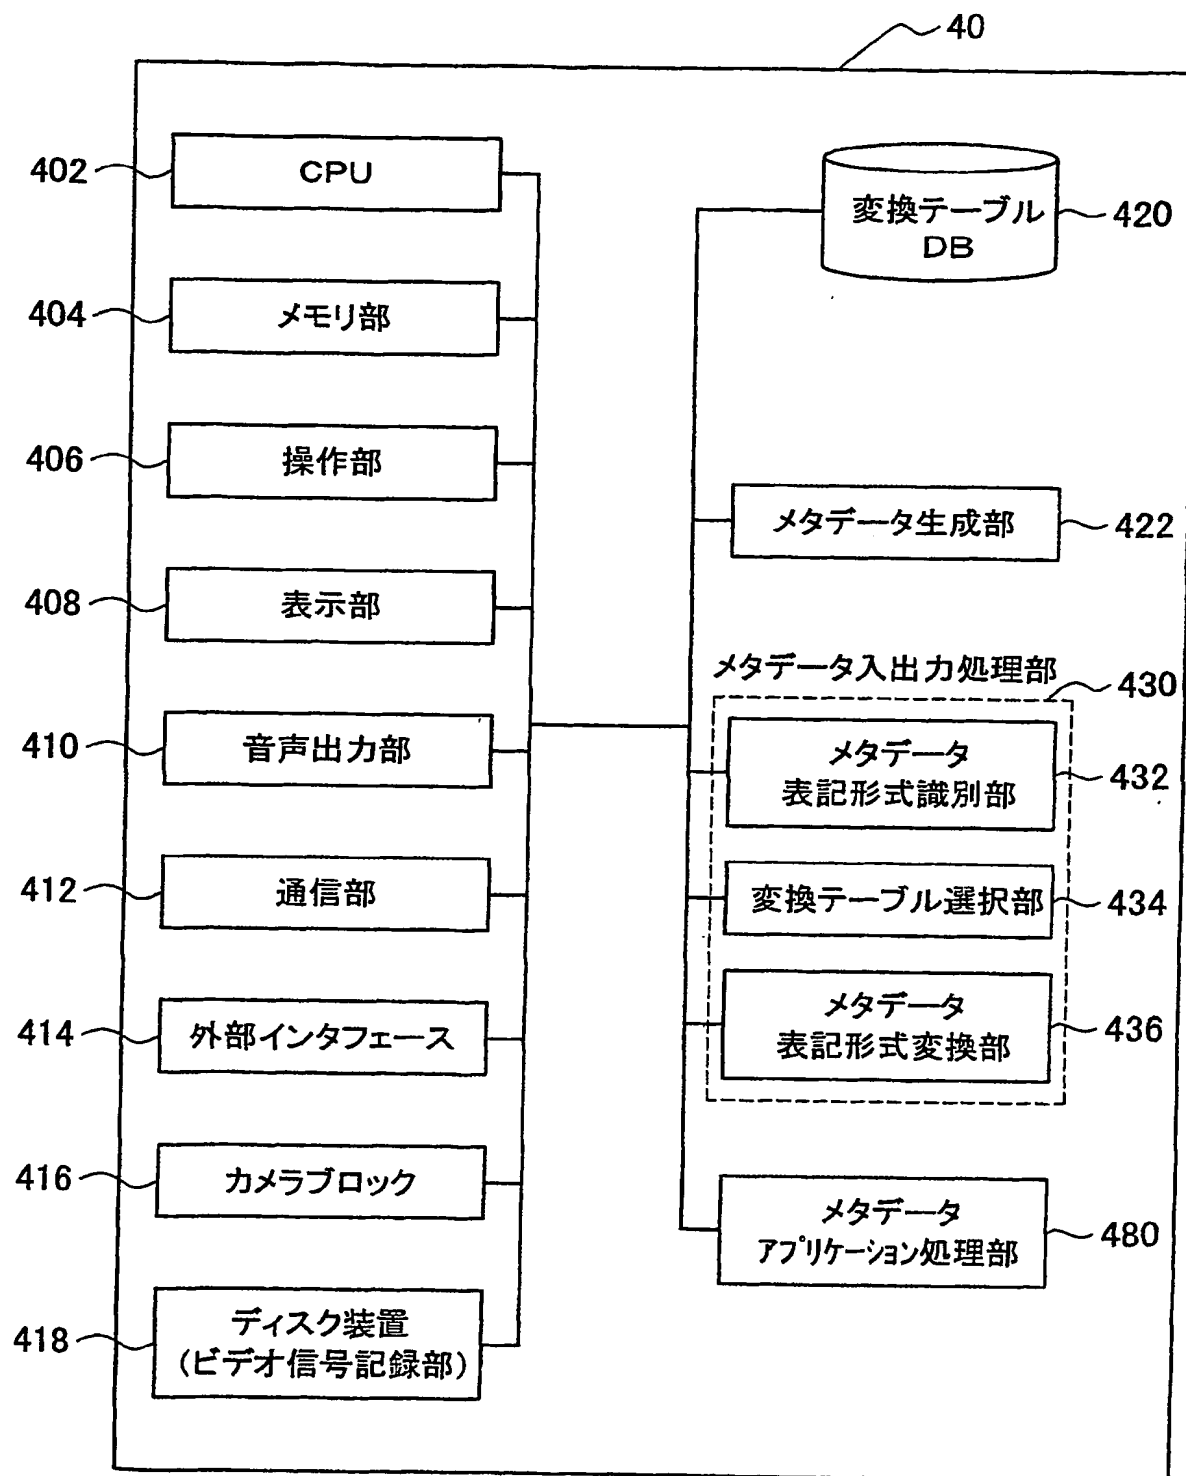 40
402
CPU
404
メモリ部
406
操作部
408
表示部
410
音声出力部
412
通信部
414
外部インタフェース
416
カメラブロック
418
ディスク装置
(ビデオ信号記録部)
変換テーブル
DB
420
メタデータ生成部
422
メタデータ入出力処理部
430
メタデータ
表記形式識別部
432
変換テーブル選択部
434
メタデータ
表記形式変換部
436
メタデータ
アプリケーション処理部
480